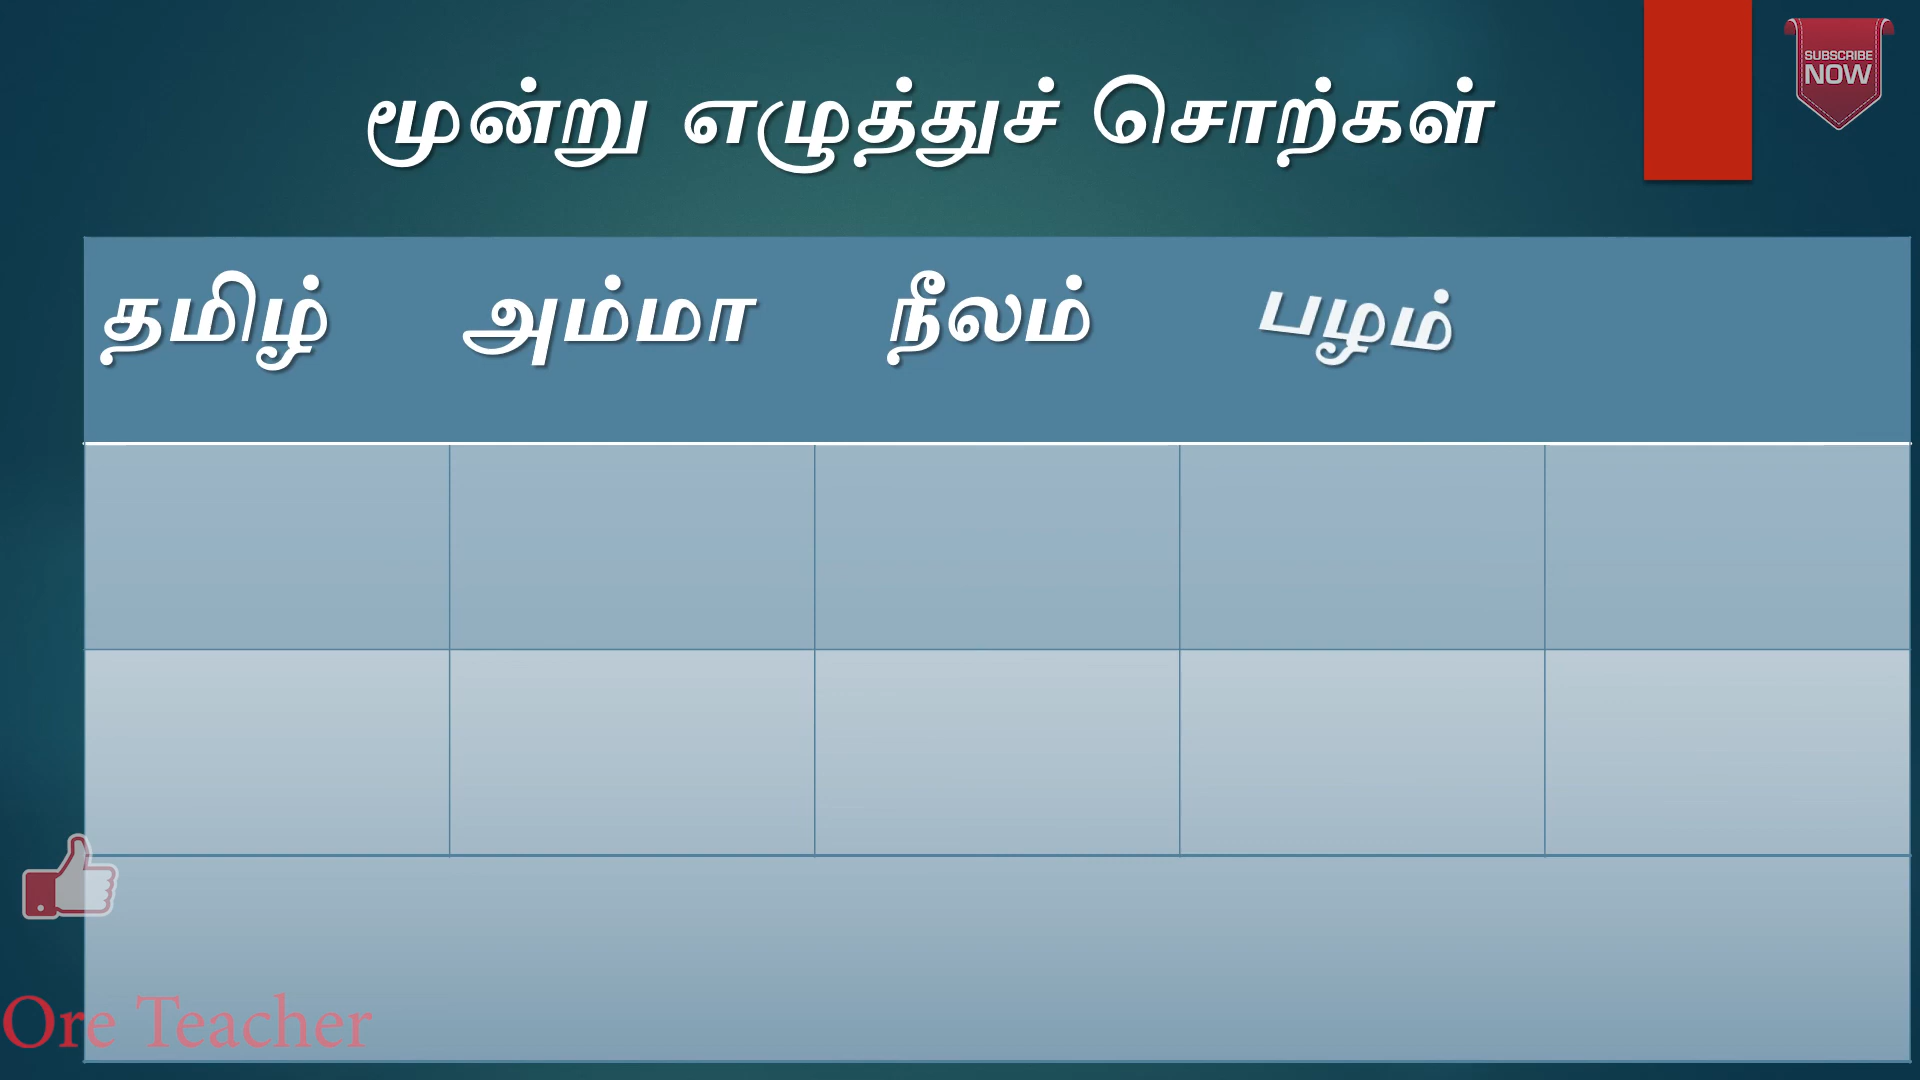 மூன்று எழுத்துச் சொற்கள்
SUBSCRIBE
NOW
தமிழ் அம்மா நீலம் பழம்
Ore Teacher